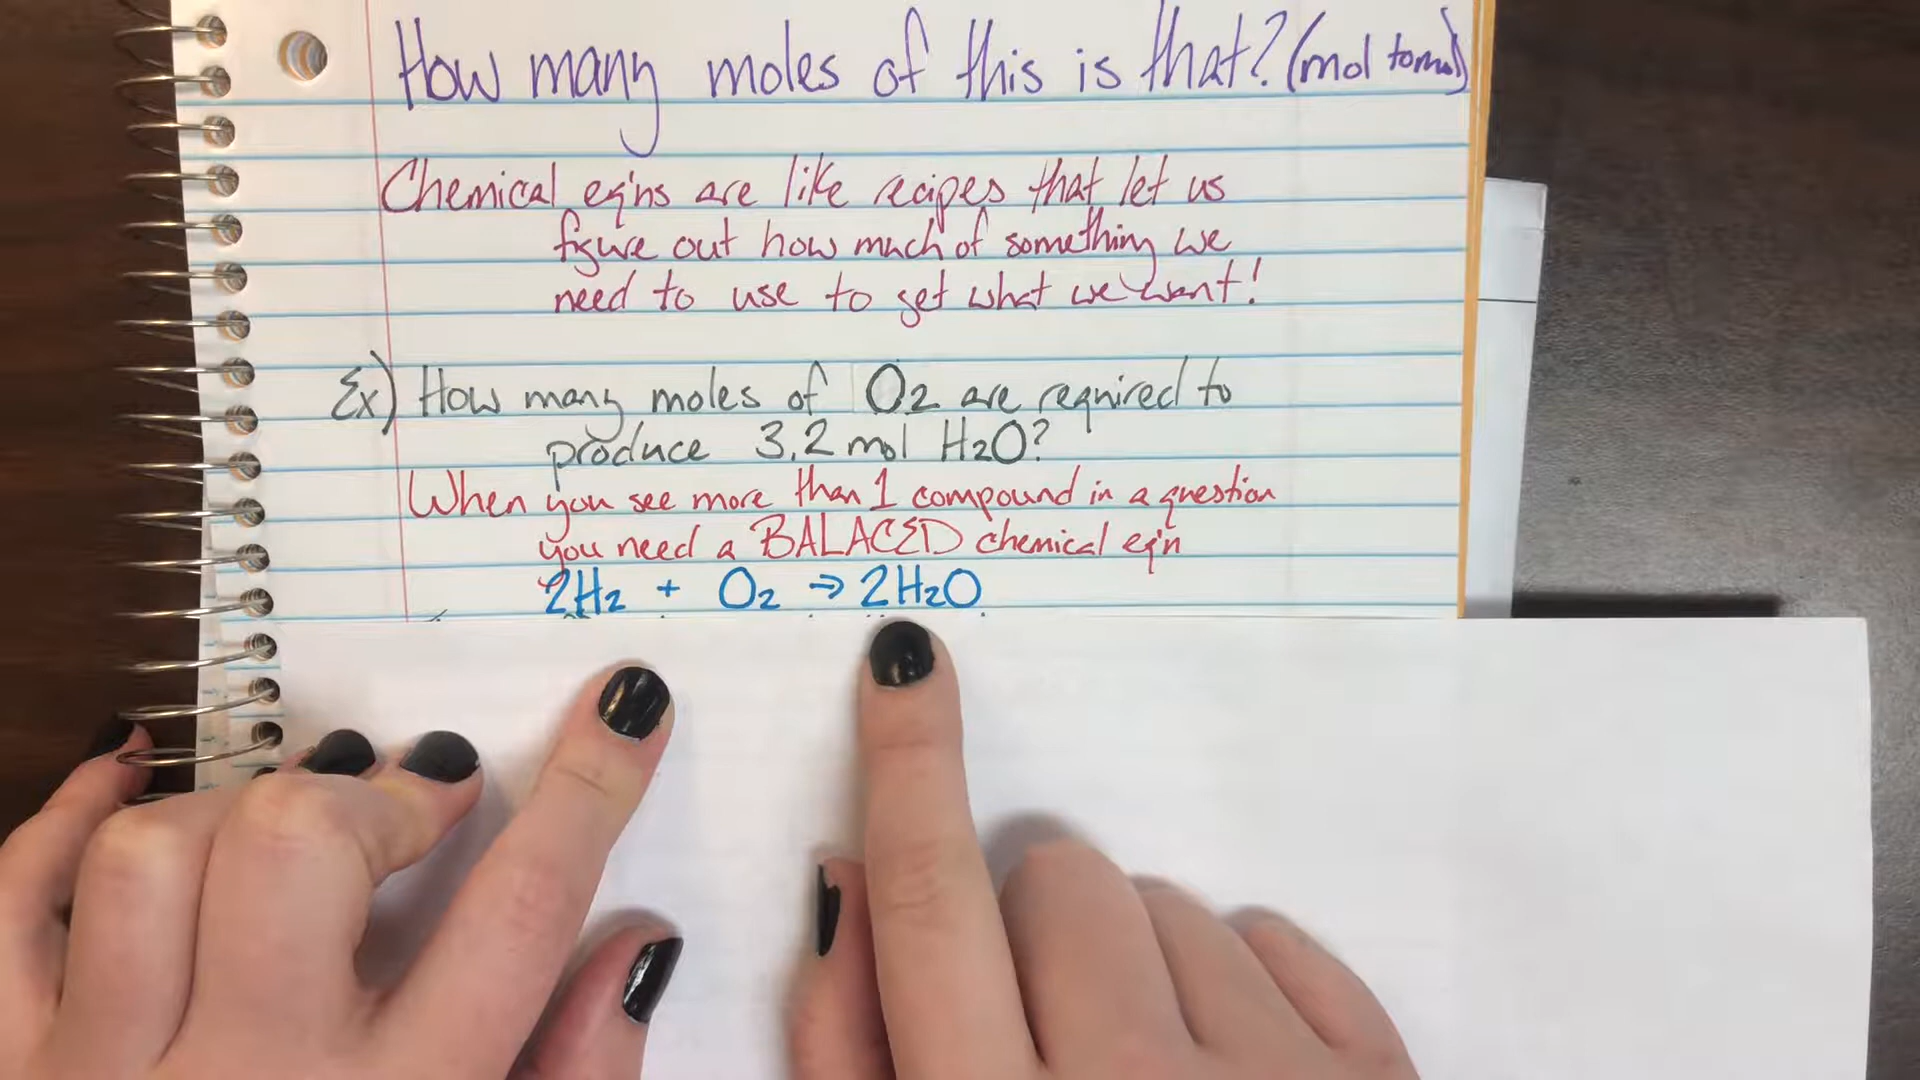 How many moles of this is that? (mol to mol)
Chemical eq'ns are like recipes that let us
figure out how much of something we
need to use to get what we want!
Ex) How many moles of O2 are required to
produce 3.2 mol H2O?
When you see more than 1 compound in a question
you need a BALACED chemical eq'n
2H2 + O2 → 2H2O